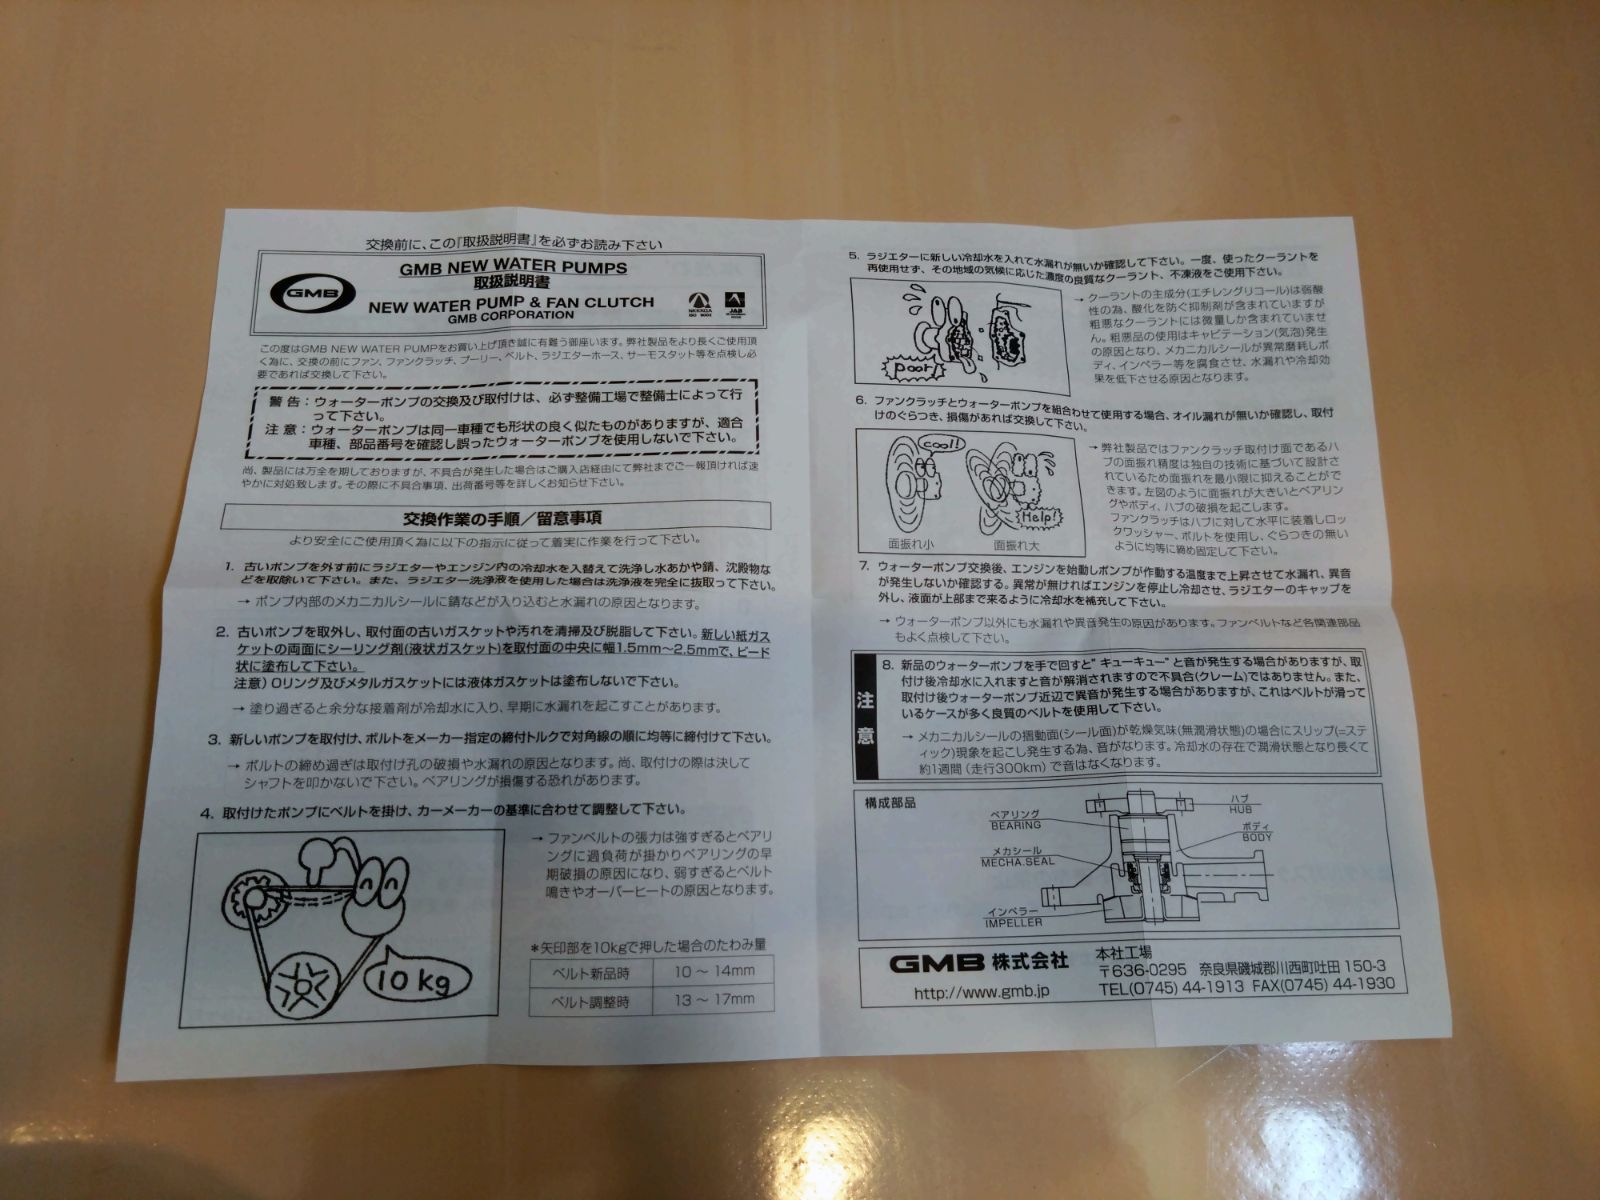 交換前に、この『取扱説明書』を必ずお読み下さい
GMB
GMB NEW WATER PUMPS
取扱説明書
NEW WATER PUMP & FAN CLUTCH
GMB CORPORATION
JAB
この度はGMB NEW WATER PUMPをお買い上げ頂き誠に有難う御座います。弊社製品をより長くご使用頂
く為に、交換の前にファン、ファンクラッチ、プーリー、ベルト、ラジエターホース、サーモスタット等を点検し必
要であれば交換して下さい。
警告：ウォーターポンプの交換及び取付けは、必ず整備工場で整備士によって行
って下さい。
注意：ウォーターポンプは同一車種でも形状の良く似たものがありますが、適合
車種、部品番号を確認し誤ったウォーターポンプを使用しないで下さい。
尚、製品には万全を期しておりますが、不具合が発生した場合はご購入店経由にて弊社までご一報頂ければ速
やかに対処致します。その際に不具合事項、出荷番号等を詳しくお知らせ下さい。
交換作業の手順／留意事項
より安全にご使用頂く為に以下の指示に従って着実に作業を行って下さい。
1. 古いポンプを外す前にラジエターやエンジン内の冷却水を入替えて洗浄し水あかや錆、沈殿物な
どを取除いて下さい。また、ラジエター洗浄液を使用した場合は洗浄液を完全に抜取って下さい。
→ ポンプ内部のメカニカルシールに錆などが入り込むと水漏れの原因となります。
2. 古いポンプを取外し、取付面の古いガスケットや汚れを清掃及び脱脂して下さい。新しい紙ガス
ケットの両面にシーリング剤(液状ガスケット)を取付面の中央に幅1.5mm～2.5mmで、ビード
状に塗布して下さい。
注意）Oリング及びメタルガスケットには液体ガスケットは塗布しないで下さい。
→ 塗り過ぎると余分な接着剤が冷却水に入り、早期に水漏れを起こすことがあります。
3. 新しいポンプを取付け、ボルトをメーカー指定の締付トルクで対角線の順に均等に締付けて下さい。
→ ボルトの締め過ぎは取付け孔の破損や水漏れの原因となります。尚、取付けの際は決して
シャフトを叩かないで下さい。ベアリングが損傷する恐れがあります。
4. 取付けたポンプにベルトを掛け、カーメーカーの基準に合わせて調整して下さい。
10kg
→ ファンベルトの張力は強すぎるとベアリ
ングに過負荷が掛かりベアリングの早
期破損の原因になり、弱すぎるとベルト
鳴きやオーバーヒートの原因となります。
＊矢印部を10kgで押した場合のたわみ量
ベルト新品時 10～14mm
ベルト調整時 13～17mm
5. ラジエターに新しい冷却水を入れて水漏れが無いか確認して下さい。一度、使ったクーラントを
再使用せず、その地域の気候に応じた濃度の良質なクーラント、不凍液をご使用下さい。
poor!
→ クーラントの主成分(エチレングリコール)は弱酸
性の為、酸化を防ぐ抑制剤が含まれていますが
粗悪なクーラントには微量しか含まれていませ
ん。粗悪品の使用はキャビテーション(気泡)発生
の原因となり、メカニカルシールが異常磨耗しボ
ディ、インペラー等を腐食させ、水漏れや冷却効
果を低下させる原因となります。
6. ファンクラッチとウォーターポンプを組合わせて使用する場合、オイル漏れが無いか確認し、取付
けのぐらつき、損傷があれば交換して下さい。
cool!
Help!
面振れ小 面振れ大
→ 弊社製品ではファンクラッチ取付け面であるハ
ブの面振れ精度は独自の技術に基づいて設計さ
れているため面振れを最小限に抑えることがで
きます。左図のように面振れが大きいとベアリン
グやボディ、ハブの破損を起こします。
ファンクラッチはハブに対して水平に装着しロッ
クワッシャー、ボルトを使用し、ぐらつきの無い
ように均等に締め固定して下さい。
7. ウォーターポンプ交換後、エンジンを始動しポンプが作動する温度まで上昇させて水漏れ、異音
が発生しないか確認する。異常が無ければエンジンを停止し冷却させ、ラジエターのキャップを
外し、液面が上部まで来るように冷却水を補充して下さい。
→ ウォーターポンプ以外にも水漏れや異音発生の原因があります。ファンベルトなど各関連部品
もよく点検して下さい。
注意
8. 新品のウォーターポンプを手で回すと"キューキュー"と音が発生する場合がありますが、取
付け後冷却水に入れますと音が解消されますので不具合(クレーム)ではありません。また、
取付け後ウォーターポンプ近辺で異音が発生する場合がありますが、これはベルトが滑って
いるケースが多く良質のベルトを使用して下さい。
→ メカニカルシールの摺動面(シール面)が乾燥気味(無潤滑状態)の場合にスリップ(=ステ
ィック)現象を起こし発生する為、音がなります。冷却水の存在で潤滑状態となり長くて
約1週間（走行300km）で音はなくなります。
構成部品
ベアリング
BEARING
メカシール
MECHA.SEAL
インペラー
IMPELLER
ハブ
HUB
ボディ
BODY
GMB 株式会社
http://www.gmb.jp
本社工場
〒636-0295 奈良県磯城郡川西町吐田 150-3
TEL(0745) 44-1913 FAX(0745) 44-1930